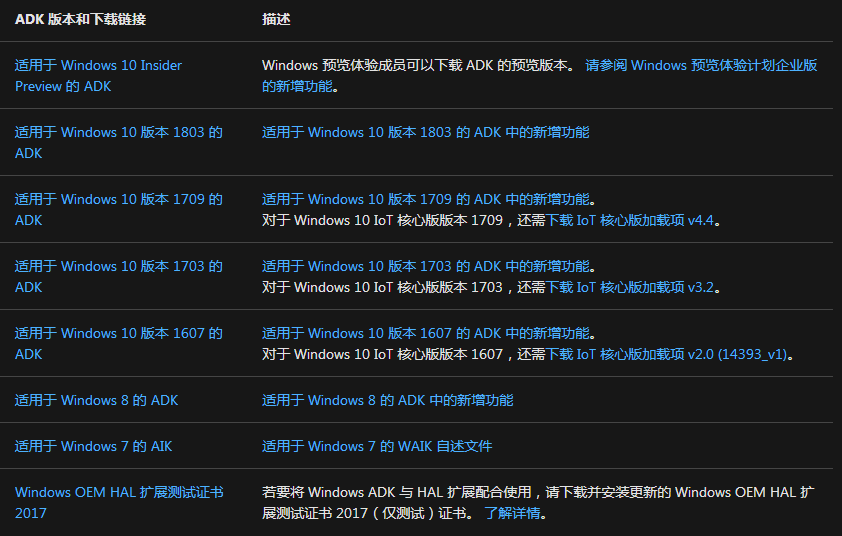 ADK 版本和下载链接
描述
适用于 Windows 10 Insider
Preview 的 ADK
Windows 预览体验成员可以下载 ADK 的预览版本。 请参阅 Windows 预览体验计划企业版
的新增功能。
适用于 Windows 10 版本 1803 的
ADK
适用于 Windows 10 版本 1803 的 ADK 中的新增功能
适用于 Windows 10 版本 1709 的
ADK
适用于 Windows 10 版本 1709 的 ADK 中的新增功能。
对于 Windows 10 IoT 核心版版本 1709，还需下载 IoT 核心版加载项 v4.4。
适用于 Windows 10 版本 1703 的
ADK
适用于 Windows 10 版本 1703 的 ADK 中的新增功能。
对于 Windows 10 IoT 核心版版本 1703，还需下载 IoT 核心版加载项 v3.2。
适用于 Windows 10 版本 1607 的
ADK
适用于 Windows 10 版本 1607 的 ADK 中的新增功能。
对于 Windows 10 IoT 核心版版本 1607，还需下载 IoT 核心版加载项 v2.0 (14393_v1)。
适用于 Windows 8 的 ADK
适用于 Windows 8 的 ADK 中的新增功能
适用于 Windows 7 的 AIK
适用于 Windows 7 的 WAIK 自述文件
Windows OEM HAL 扩展测试证书
2017
若要将 Windows ADK 与 HAL 扩展配合使用，请下载并安装更新的 Windows OEM HAL 扩
展测试证书 2017（仅测试）证书。 了解详情。